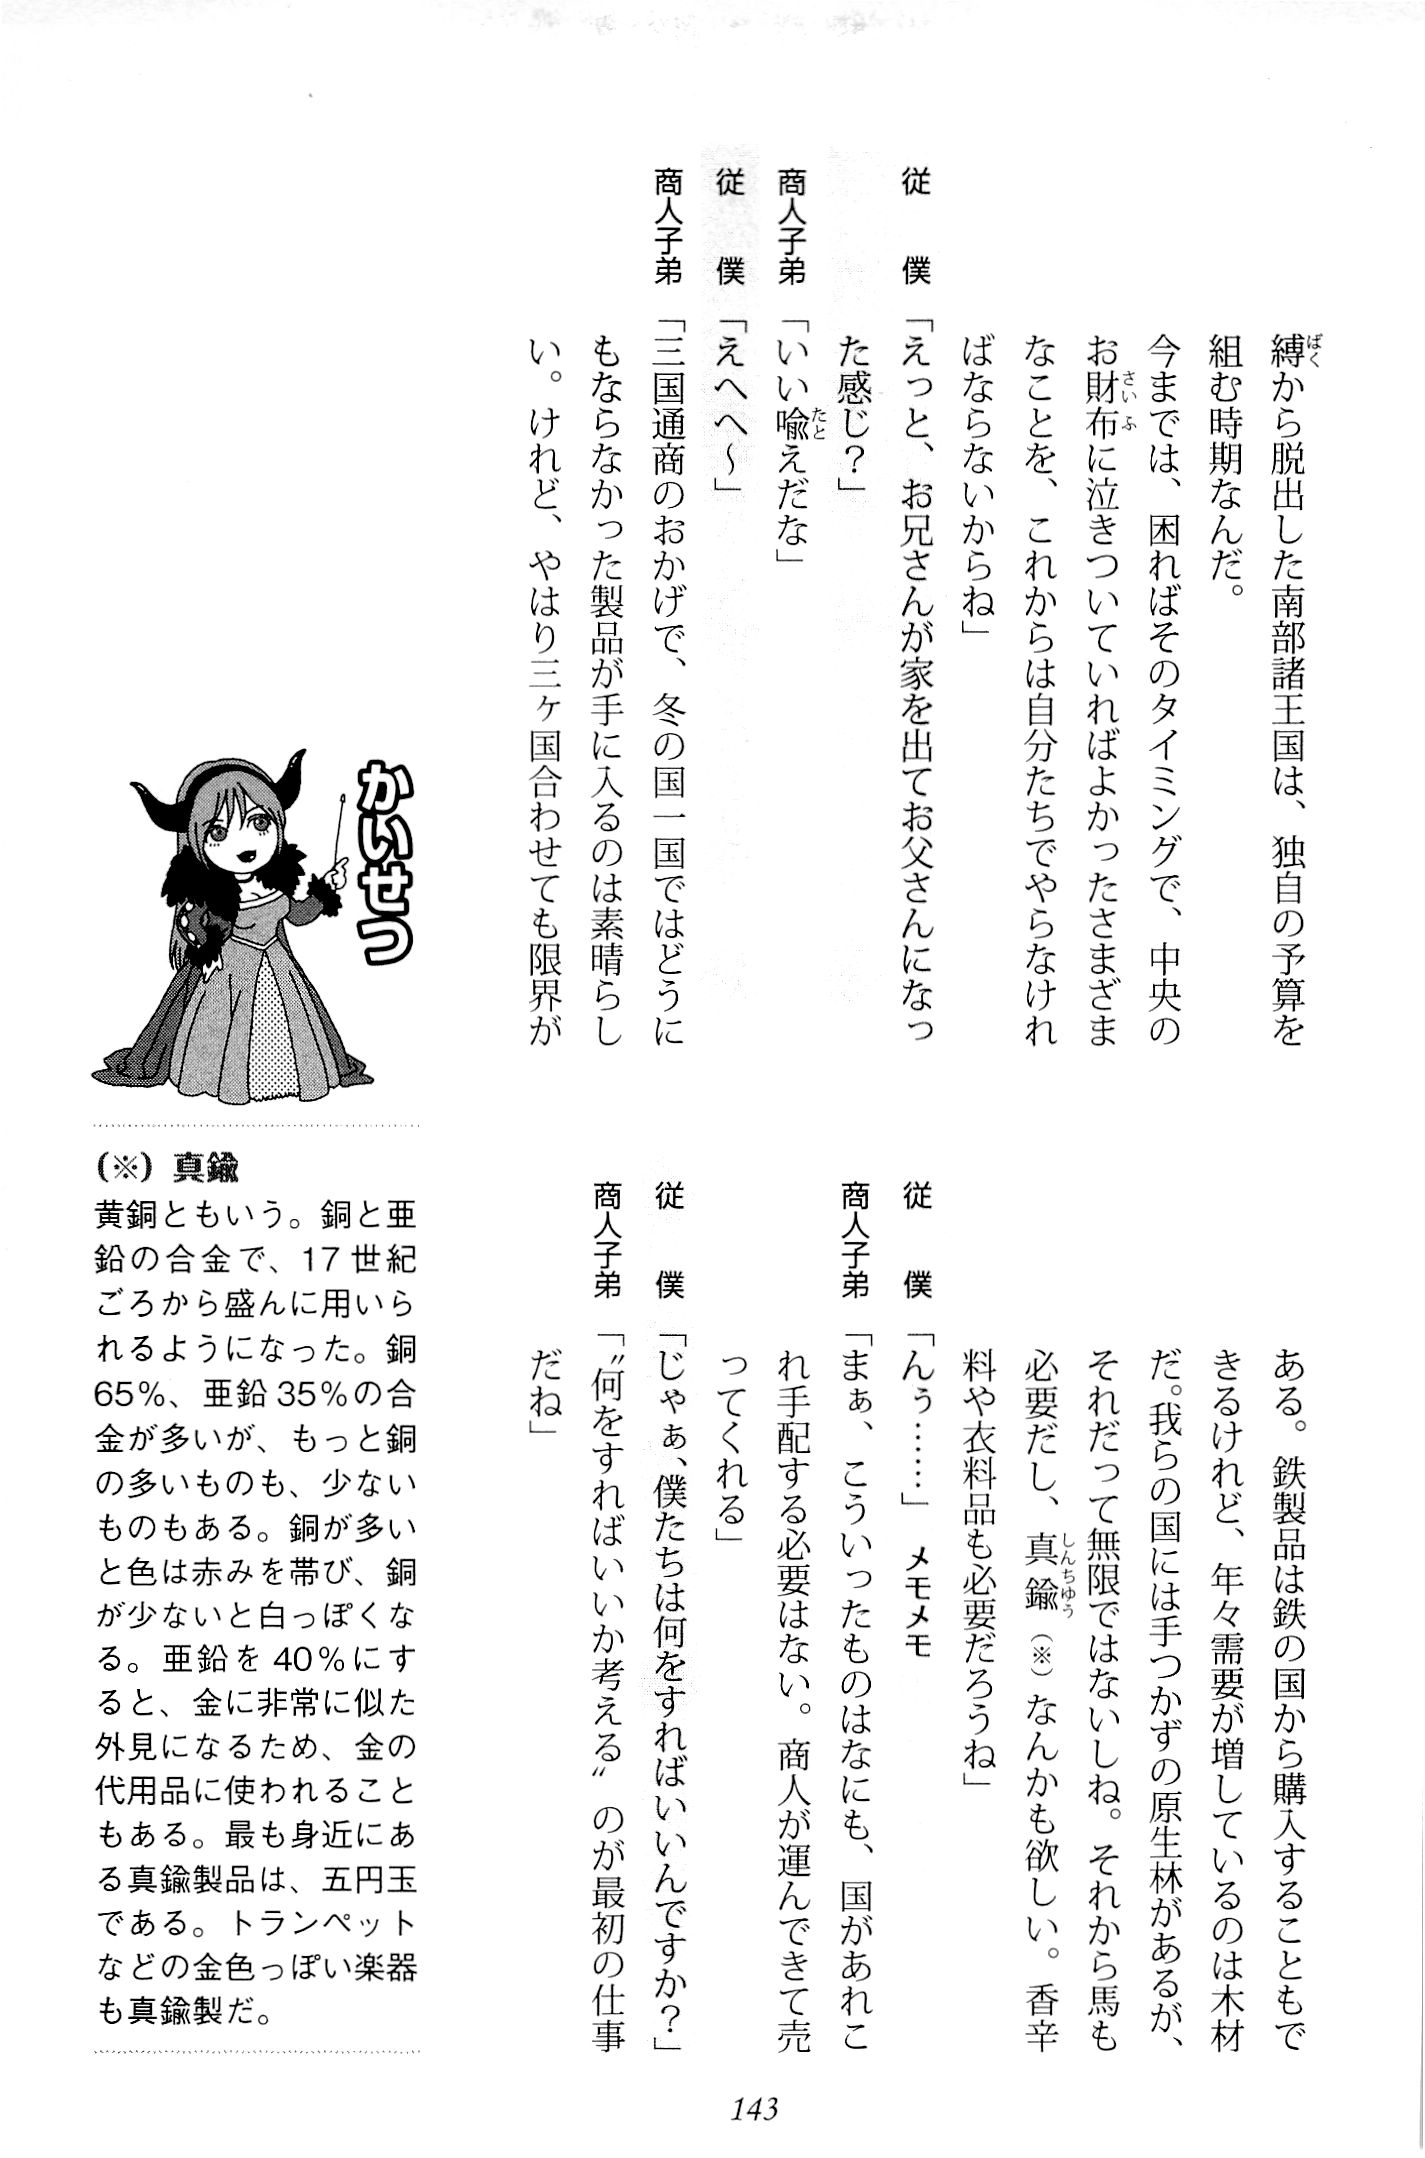 縛から脱出した南部諸王国は、独自の予算を
組む時期なんだ。
今までは、困ればそのタイミングで、中央の
お財布に泣きついていればよかったさまざま
なことを、これからは自分たちでやらなけれ
ばならないからね」
従　僕「えっと、お兄さんが家を出てお父さんになっ
た感じ？」
商人子弟「いい喩えだな」
従　僕「えへへ～」
商人子弟「三国通商のおかげで、冬の国一国ではどうに
もならなかった製品が手に入るのは素晴らし
い。けれど、やはり三ヶ国合わせても限界が
ある。鉄製品は鉄の国から購入することもで
きるけれど、年々需要が増しているのは木材
だ。我らの国には手つかずの原生林があるが、
それだって無限ではないしね。それから馬も
必要だし、真鍮（※）なんかも欲しい。香辛
料や衣料品も必要だろうね」
従　僕「んぅ……」　メモメモ
商人子弟「まぁ、こういったものはなにも、国があれこ
れ手配する必要はない。商人が運んできて売
ってくれる」
従　僕「じゃぁ、僕たちは何をすればいいんですか？」
商人子弟「〝何をすればいいか考える〟のが最初の仕事
だね」
かいせつ
（※）真鍮
黄銅ともいう。銅と亜
鉛の合金で、17世紀
ごろから盛んに用いら
れるようになった。銅
65％、亜鉛35％の合
金が多いが、もっと銅
の多いものも、少ない
ものもある。銅が多い
と色は赤みを帯び、銅
が少ないと白っぽくな
る。亜鉛を40％にす
ると、金に非常に似た
外見になるため、金の
代用品に使われること
もある。最も身近にあ
る真鍮製品は、五円玉
である。トランペット
などの金色っぽい楽器
も真鍮製だ。
143